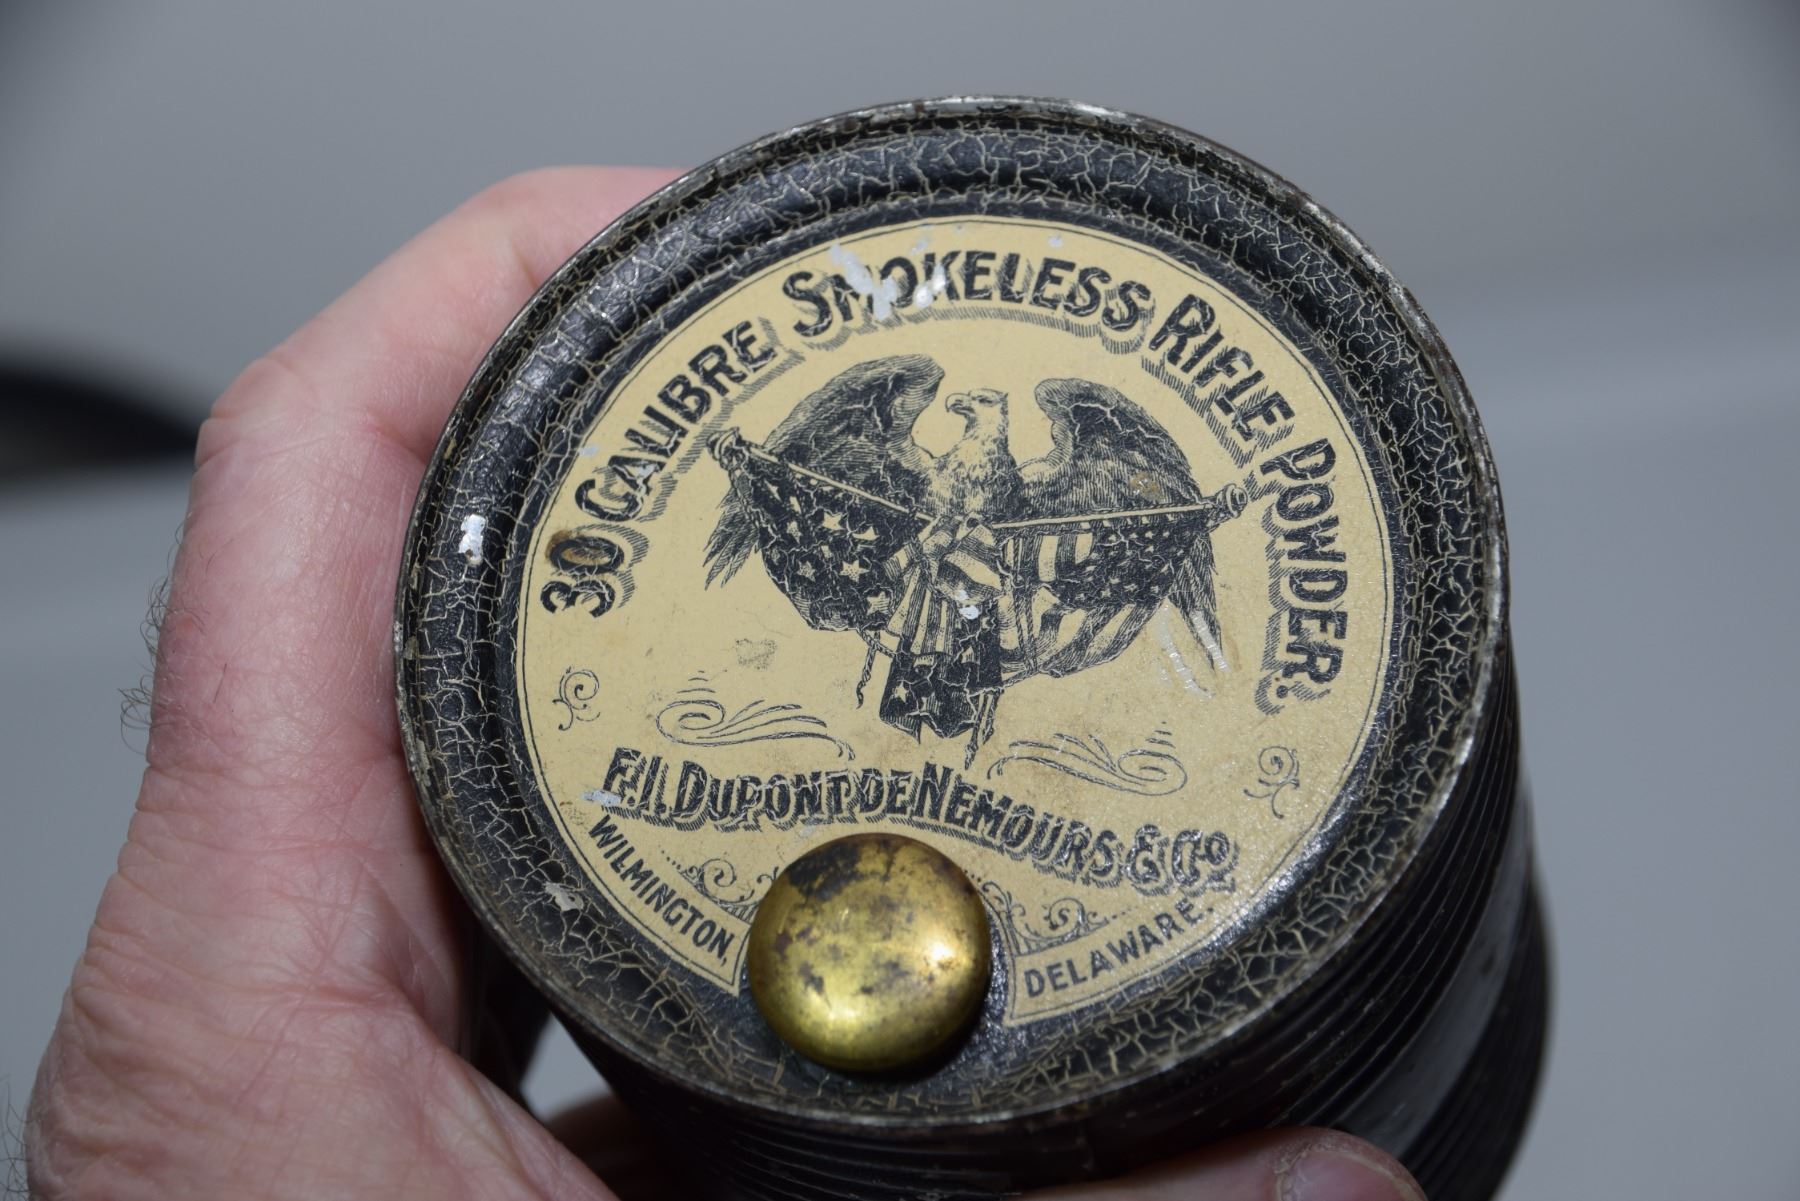 30 CALIBRE SMOKELESS RIFLE POWDER.
E.I. DUPONT DE NEMOURS & CO.
WILMINGTON, DELAWARE.